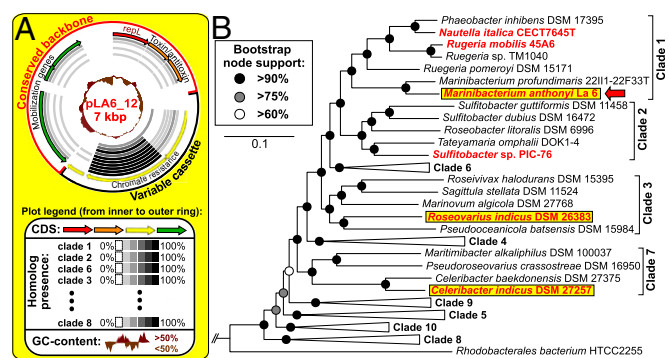 A
Conserved backbone
repL
Toxin/antitoxin
Mobilization genes
pLA6_12
7 kbp
Chromate resistance
Variable cassette
Plot legend (from inner to outer ring):
CDS:
Homolog presence:
clade 1 0% 100%
clade 2 0% 100%
clade 6 0% 100%
clade 3 0% 100%
clade 8 0% 100%
GC-content: >50%
<50%
B
Bootstrap
node support:
>90%
>75%
>60%
0.1
Phaeobacter inhibens DSM 17395
Nautella italica CECT7645T
Rugeria mobilis 45A6
Ruegeria sp. TM1040
Ruegeria pomeroyi DSM 15171
Marinibacterium profundimaris 22II1-22F33T
Marinibacterium anthonyi La 6
Clade 1
Sulfitobacter guttiformis DSM 11458
Sulfitobacter dubius DSM 16472
Roseobacter litoralis DSM 6996
Tateyamaria omphalii DOK1-4
Sulfitobacter sp. PIC-76
Clade 2
Clade 6
Roseivivax halodurans DSM 15395
Sagittula stellata DSM 11524
Marinovum algicola DSM 27768
Roseovarius indicus DSM 26383
Pseudooceanicola batsensis DSM 15984
Clade 3
Clade 4
Maritimibacter alkaliphilus DSM 100037
Pseudoroseovarius crassostreae DSM 16950
Celeribacter baekdonensis DSM 27375
Celeribacter indicus DSM 27257
Clade 7
Clade 9
Clade 5
Clade 10
Clade 8
Rhodobacterales bacterium HTCC2255